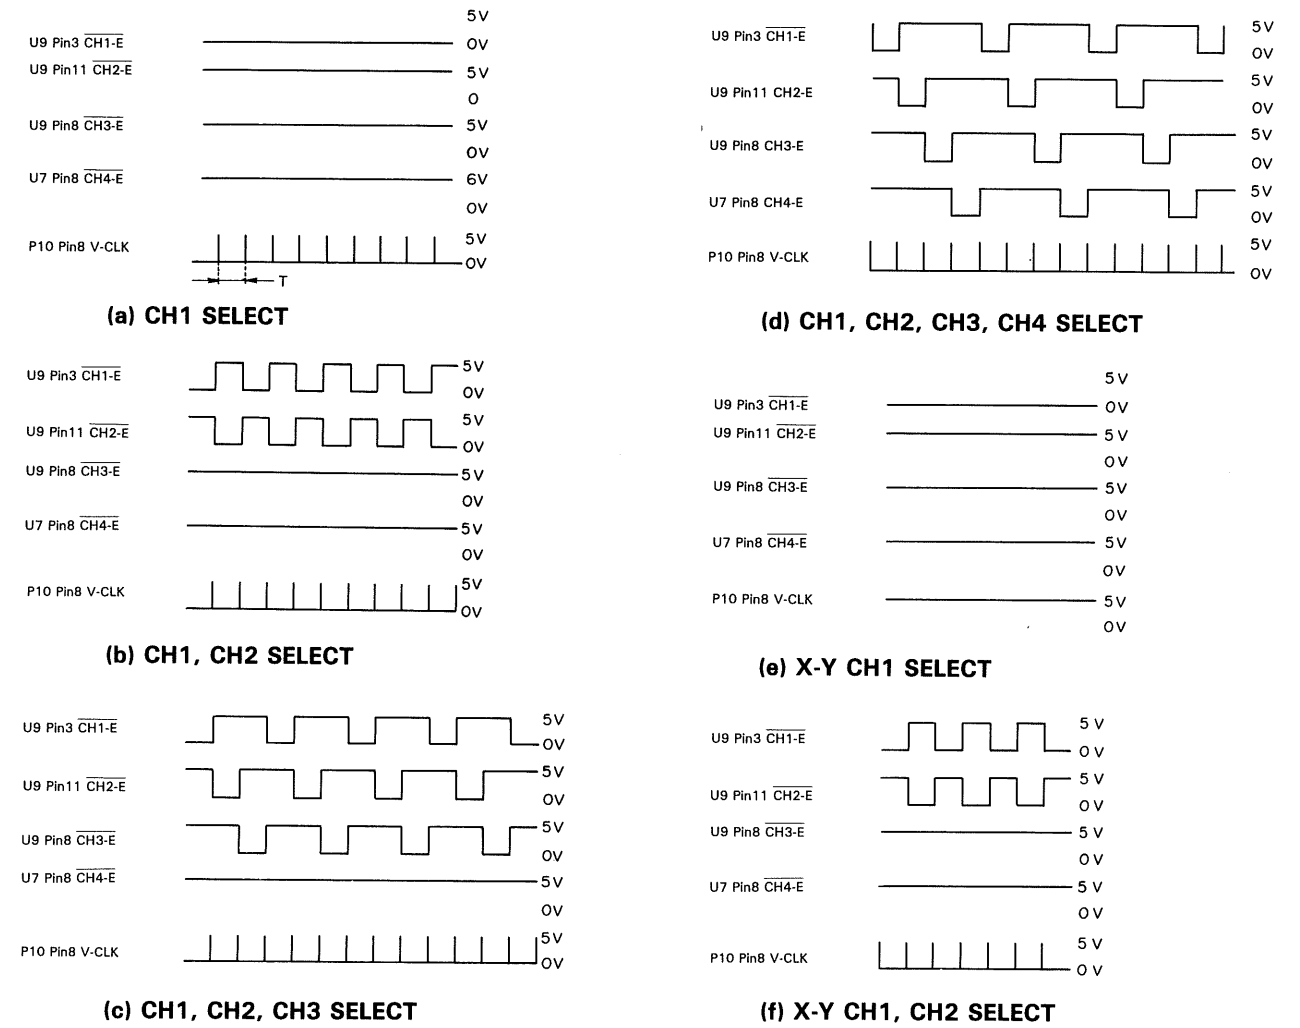 5V
U9 Pin3 CH1-E
0V
U9 Pin11 CH2-E
5V
0
U9 Pin8 CH3-E
5V
0V
U7 Pin8 CH4-E
6V
0V
P10 Pin8 V-CLK
5V
0V
T
(a) CH1 SELECT
U9 Pin3 CH1-E
5V
0V
U9 Pin11 CH2-E
5V
0V
U9 Pin8 CH3-E
5V
0V
U7 Pin8 CH4-E
5V
0V
P10 Pin8 V-CLK
5V
0V
(b) CH1, CH2 SELECT
U9 Pin3 CH1-E
5V
0V
U9 Pin11 CH2-E
5V
0V
U9 Pin8 CH3-E
5V
0V
U7 Pin8 CH4-E
5V
0V
P10 Pin8 V-CLK
5V
0V
(c) CH1, CH2, CH3 SELECT
U9 Pin3 CH1-E
5V
0V
U9 Pin11 CH2-E
5V
0V
U9 Pin8 CH3-E
5V
0V
U7 Pin8 CH4-E
5V
0V
P10 Pin8 V-CLK
5V
0V
(d) CH1, CH2, CH3, CH4 SELECT
5V
U9 Pin3 CH1-E
0V
U9 Pin11 CH2-E
5V
0V
U9 Pin8 CH3-E
5V
0V
U7 Pin8 CH4-E
5V
0V
P10 Pin8 V-CLK
5V
0V
(e) X-Y CH1 SELECT
U9 Pin3 CH1-E
5V
0V
U9 Pin11 CH2-E
5V
0V
U9 Pin8 CH3-E
5V
0V
U7 Pin8 CH4-E
5V
0V
P10 Pin8 V-CLK
5V
0V
(f) X-Y CH1, CH2 SELECT